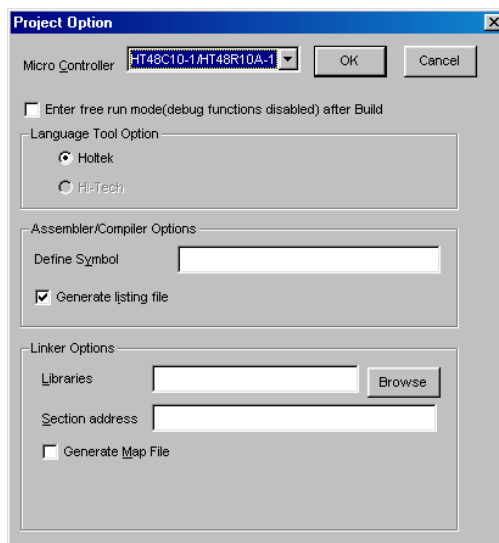 Project Option
Micro Controller HT48C10-1/HT48R10A-1 OK Cancel
Enter free run mode(debug functions disabled) after Build
Language Tool Option
Holtek
Hi-Tech
Assembler/Compiler Options
Define Symbol
Generate listing file
Linker Options
Libraries Browse
Section address
Generate Map File